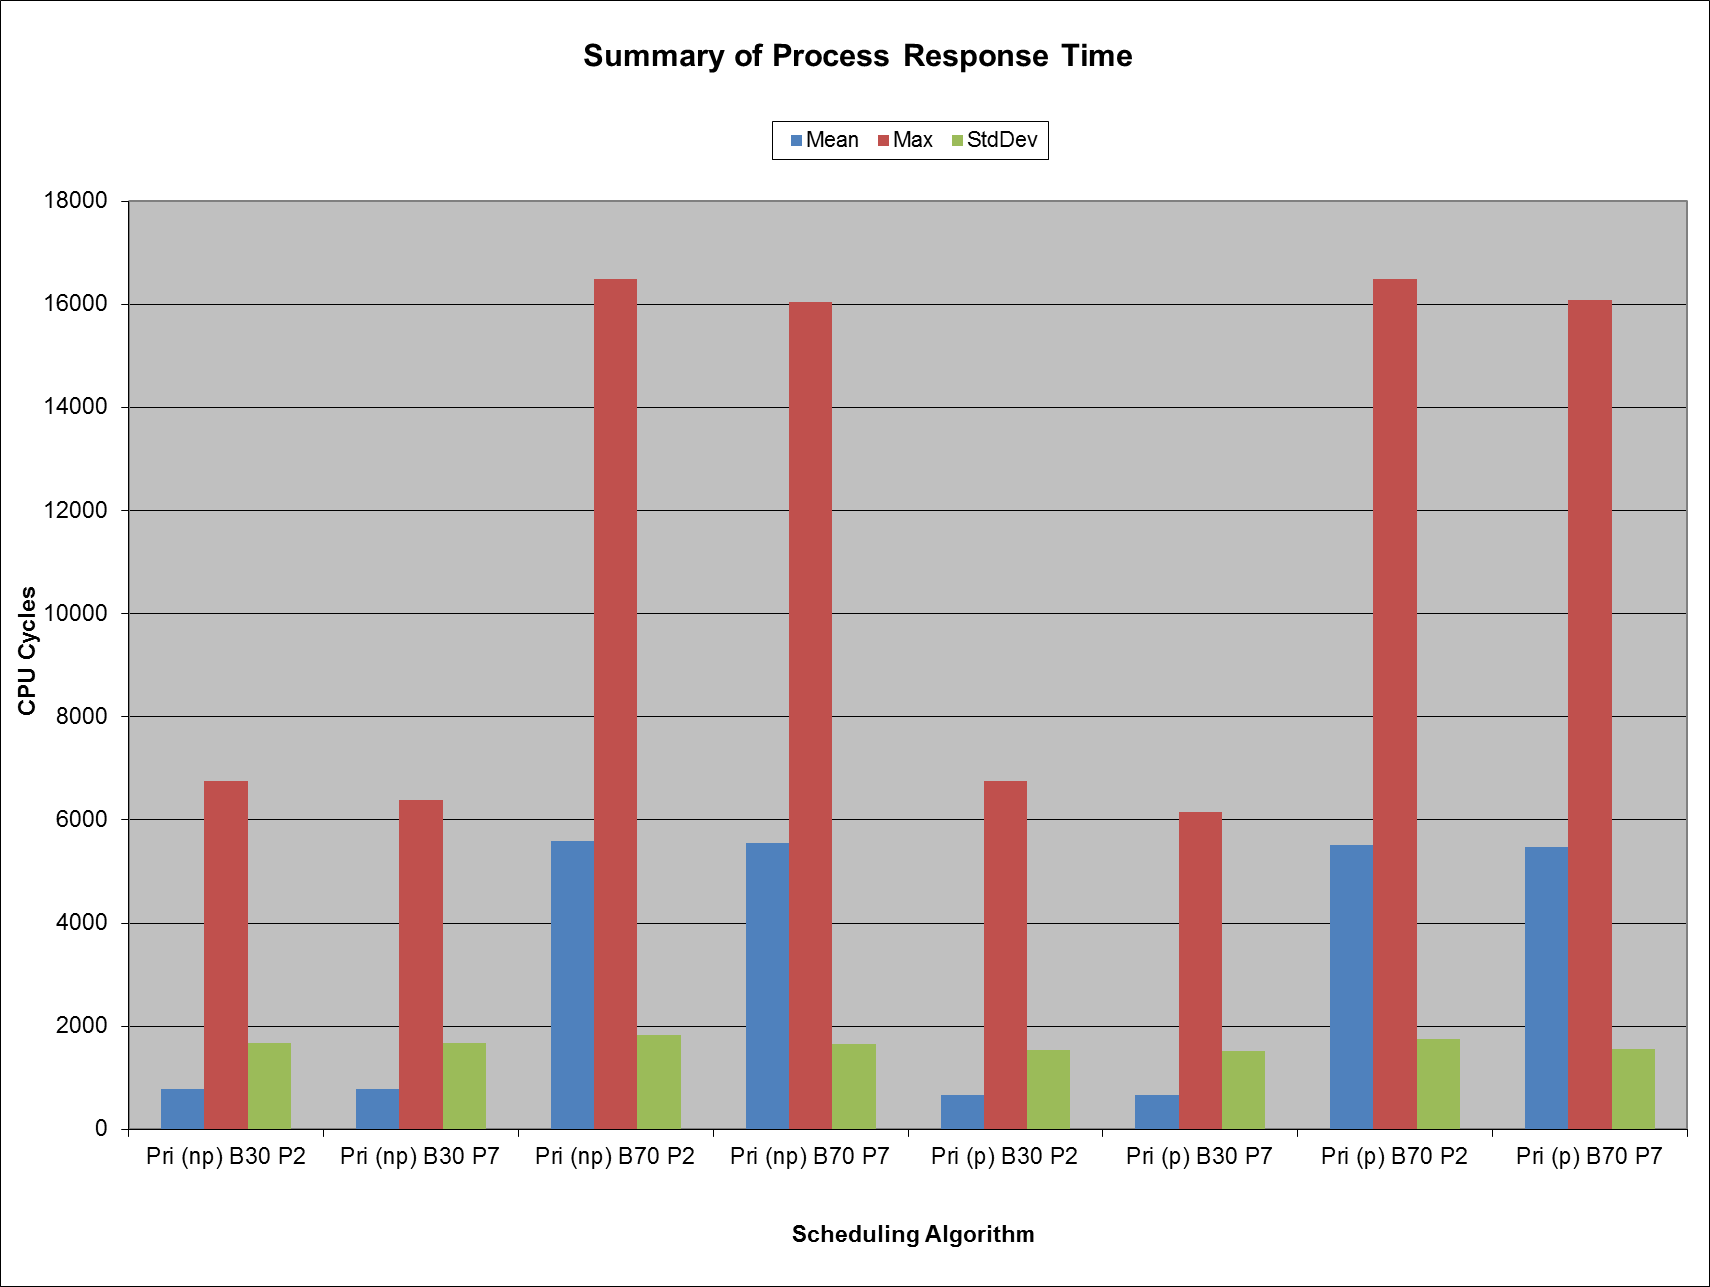 Summary of Process Response Time
Mean Max StdDev
18000
16000
14000
12000
10000
8000
6000
4000
2000
0
CPU Cycles
Pri (np) B30 P2 Pri (np) B30 P7 Pri (np) B70 P2 Pri (np) B70 P7 Pri (p) B30 P2 Pri (p) B30 P7 Pri (p) B70 P2 Pri (p) B70 P7
Scheduling Algorithm